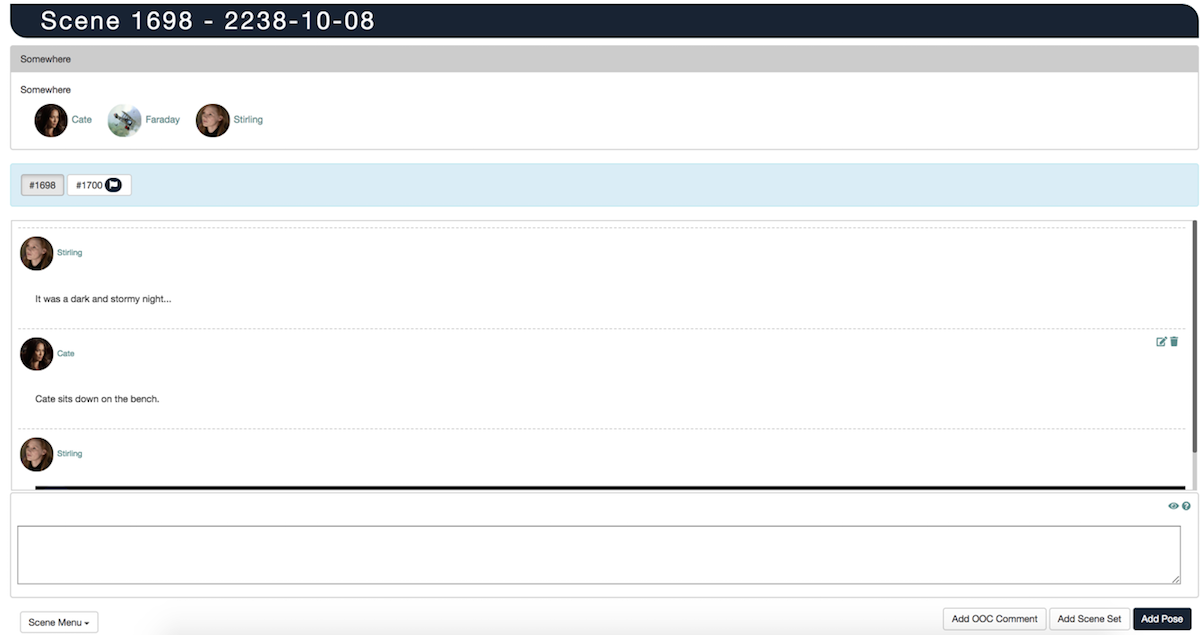 Scene 1698 - 2238-10-08
Somewhere
Somewhere
Cate Faraday Stirling
#1698 #1700
Stirling
It was a dark and stormy night...
Cate
Cate sits down on the bench.
Stirling
Scene Menu Add OOC Comment Add Scene Set Add Pose